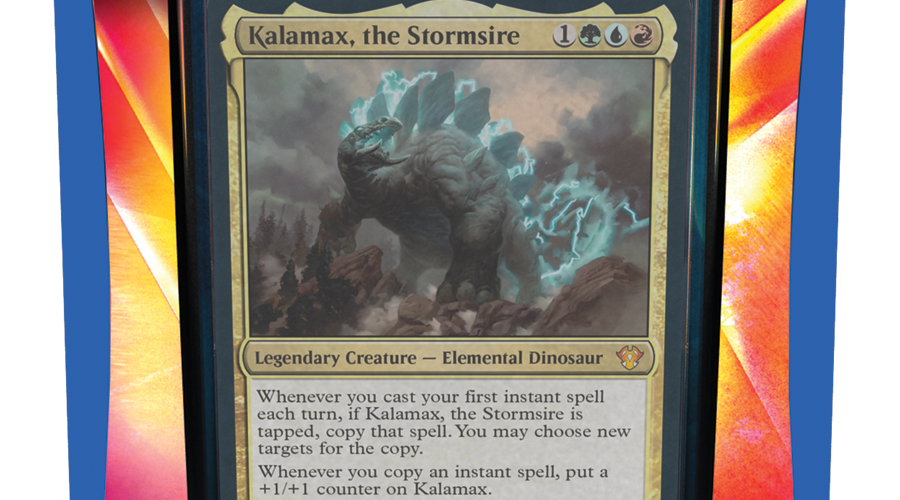 Kalamax, the Stormsire 1
Legendary Creature — Elemental Dinosaur
Whenever you cast your first instant spell
each turn, if Kalamax, the Stormsire is
tapped, copy that spell. You may choose new
targets for the copy.
Whenever you copy an instant spell, put a
+1/+1 counter on Kalamax.